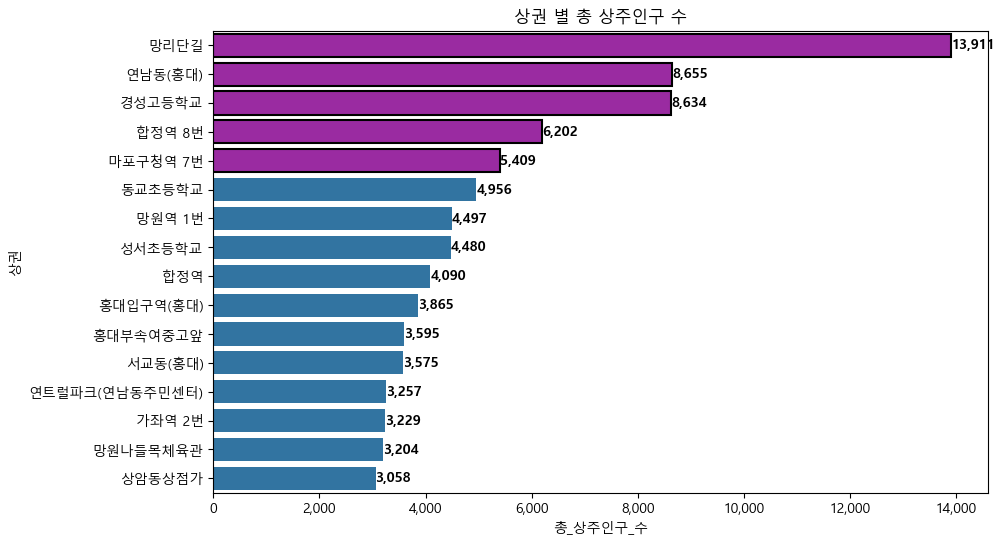 상권 별 총 상주인구 수
상권
망리단길 13,911
연남동(홍대) 8,655
경성고등학교 8,634
합정역 8번 6,202
마포구청역 7번 5,409
동교초등학교 4,956
망원역 1번 4,497
성서초등학교 4,480
합정역 4,090
홍대입구역(홍대) 3,865
홍대부속여중고앞 3,595
서교동(홍대) 3,575
연트럴파크(연남동주민센터) 3,257
가좌역 2번 3,229
망원나들목체육관 3,204
상암동상점가 3,058
0 2,000 4,000 6,000 8,000 10,000 12,000 14,000
총_상주인구_수